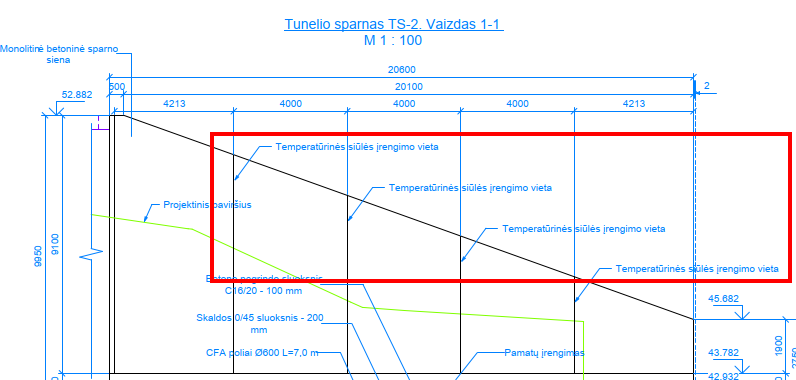 Tunelio sparnas TS-2. Vaizdas 1-1
M 1 : 100
Monolitinė betoninė sparno
siena
20600
500
20100
2
52.882
4213
4000
4000
4000
4213
Temperatūrinės siūlės įrengimo vieta
Temperatūrinės siūlės įrengimo vieta
Projektinis paviršius
Temperatūrinės siūlės įrengimo vieta
9950
9100
Temperatūrinės siūlės įrengimo vieta
Betono pagrindo sluoksnis
C16/20 - 100 mm
45.682
Skaldos 0/45 sluoksnis - 200
mm
1900
2750
CFA poliai Ø600 L=7,0 m
Pamatų įrengimas
43.782
42.932